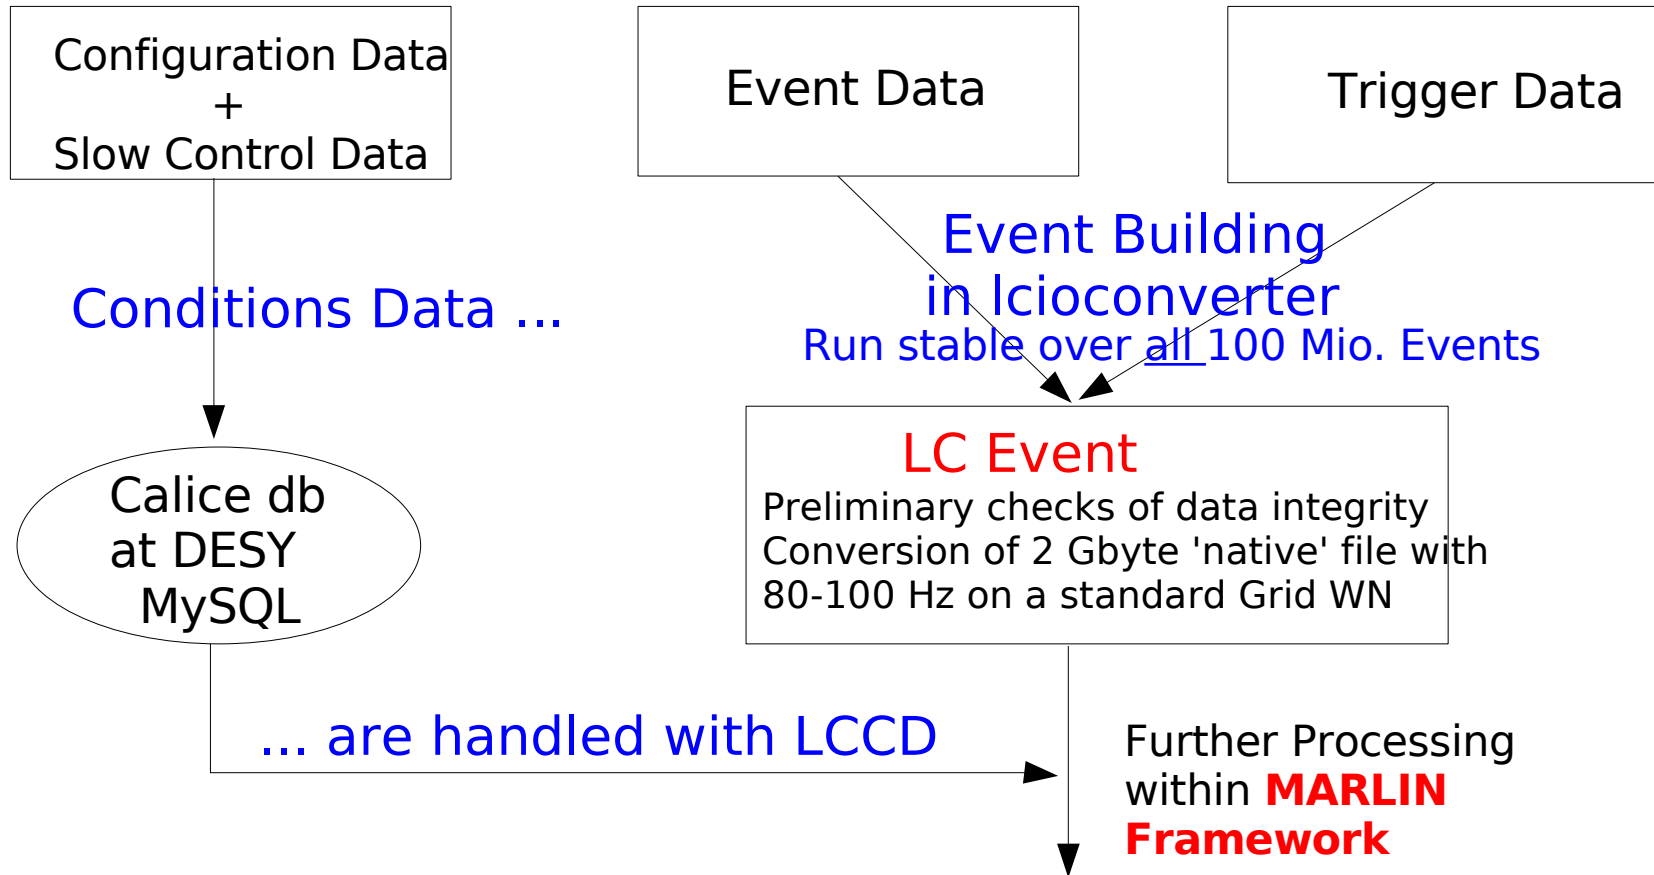 Configuration Data
+
Slow Control Data
Event Data
Trigger Data
Event Building
in lcioconverter
Run stable over all 100 Mio. Events
Conditions Data ...
LC Event
Preliminary checks of data integrity
Conversion of 2 Gbyte 'native' file with
80-100 Hz on a standard Grid WN
Calice db
at DESY
MySQL
... are handled with LCCD
Further Processing
within MARLIN
Framework